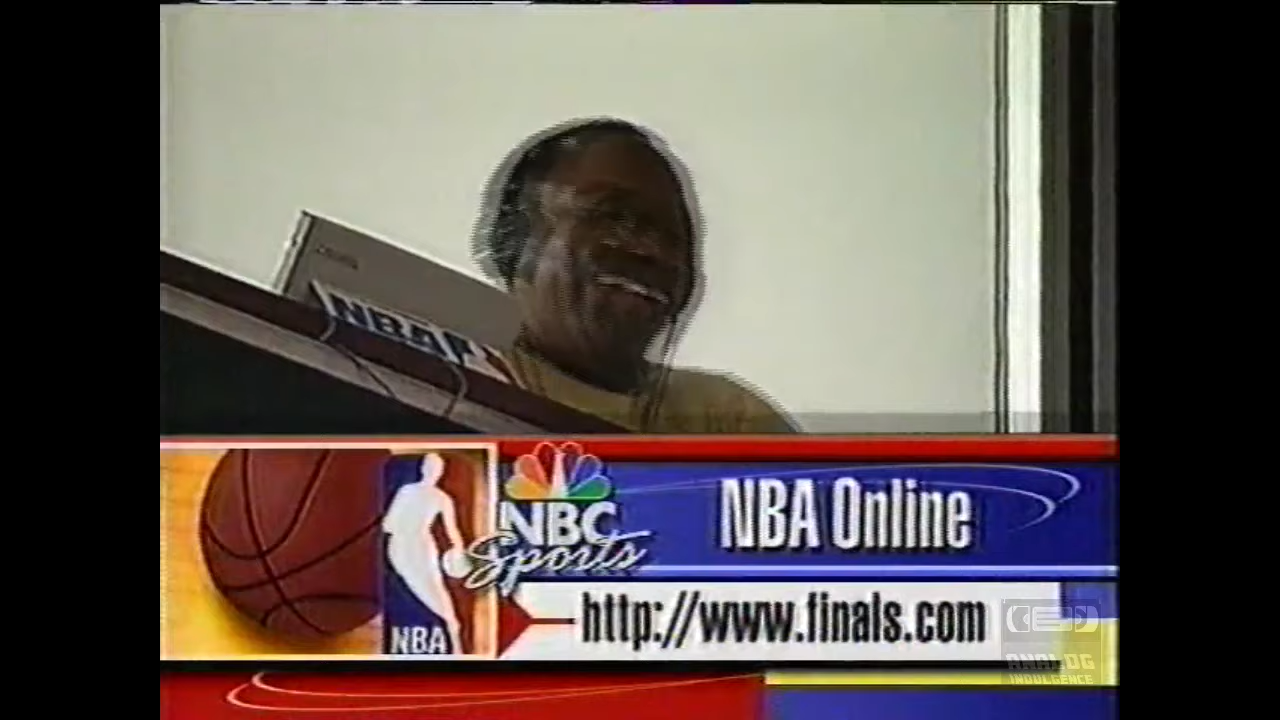 NBA F
NBC
Sports
NBA Online
http://www.finals.com
NBA
ANALOG
INDULGENCE